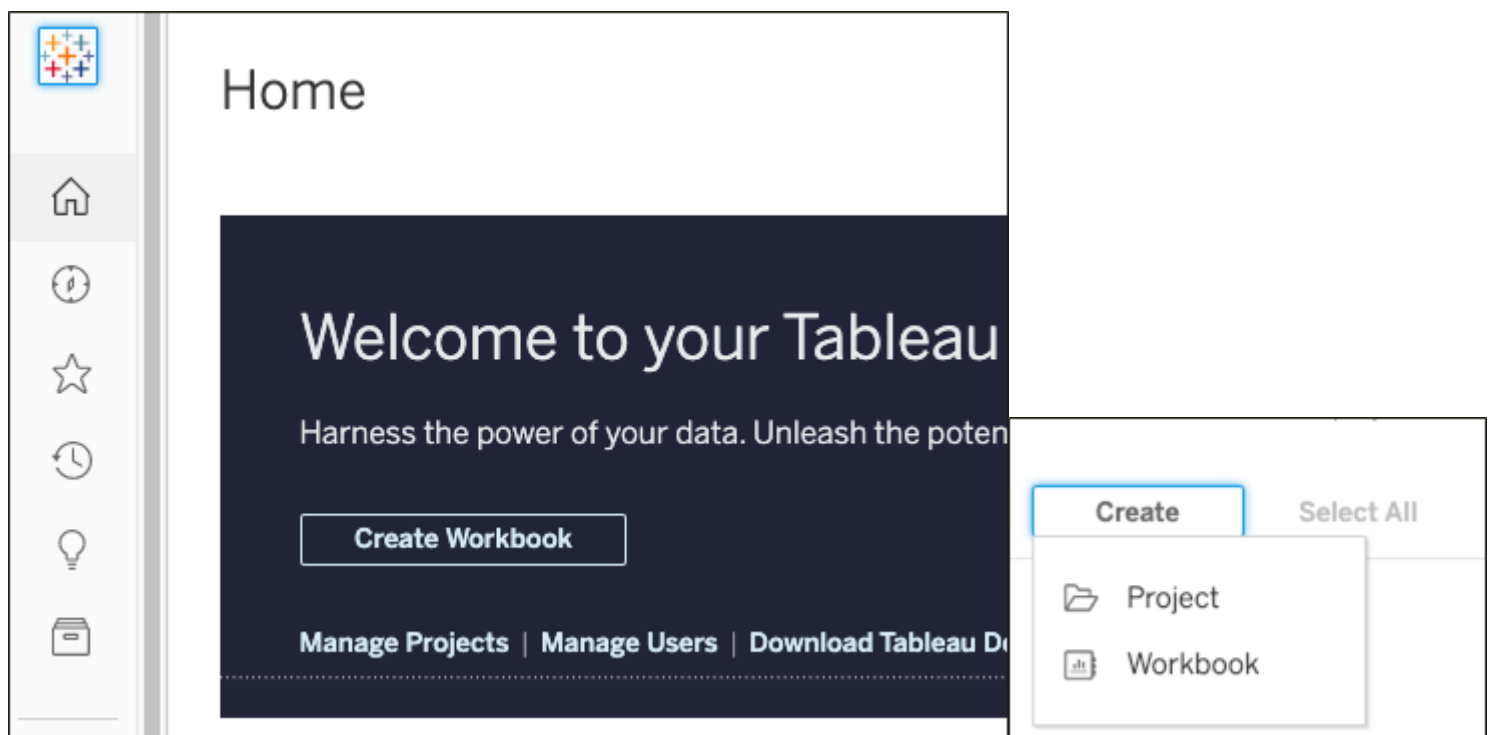 Home
Welcome to your Tableau
Harness the power of your data. Unleash the poten
Create Workbook
Manage Projects | Manage Users | Download Tableau De
Create Select All
Project
Workbook